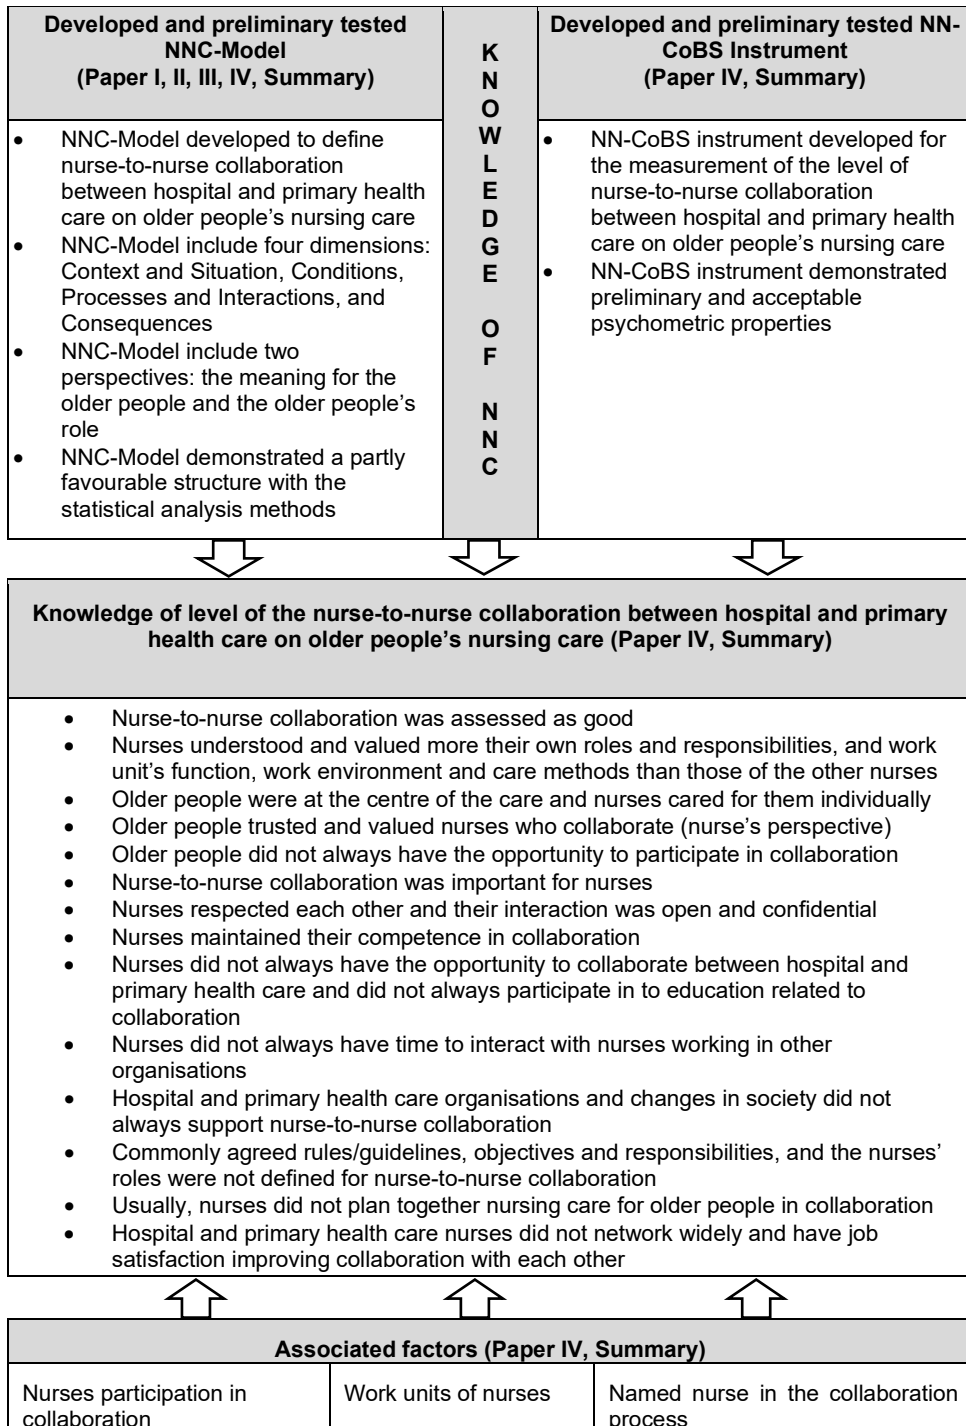 Developed and preliminary tested
NNC-Model
(Paper I, II, III, IV, Summary)
• NNC-Model developed to define
nurse-to-nurse collaboration
between hospital and primary health
care on older people’s nursing care
• NNC-Model include four dimensions:
Context and Situation, Conditions,
Processes and Interactions, and
Consequences
• NNC-Model include two
perspectives: the meaning for the
older people and the older people’s
role
• NNC-Model demonstrated a partly
favourable structure with the
statistical analysis methods
K
N
O
W
L
E
D
G
E
O
F
N
N
C
Developed and preliminary tested NN-
CoBS Instrument
(Paper IV, Summary)
• NN-CoBS instrument developed for
the measurement of the level of
nurse-to-nurse collaboration
between hospital and primary health
care on older people’s nursing care
• NN-CoBS instrument demonstrated
preliminary and acceptable
psychometric properties
Knowledge of level of the nurse-to-nurse collaboration between hospital and primary
health care on older people’s nursing care (Paper IV, Summary)
• Nurse-to-nurse collaboration was assessed as good
• Nurses understood and valued more their own roles and responsibilities, and work
unit’s function, work environment and care methods than those of the other nurses
• Older people were at the centre of the care and nurses cared for them individually
• Older people trusted and valued nurses who collaborate (nurse’s perspective)
• Older people did not always have the opportunity to participate in collaboration
• Nurse-to-nurse collaboration was important for nurses
• Nurses respected each other and their interaction was open and confidential
• Nurses maintained their competence in collaboration
• Nurses did not always have the opportunity to collaborate between hospital and
primary health care and did not always participate in to education related to
collaboration
• Nurses did not always have time to interact with nurses working in other
organisations
• Hospital and primary health care organisations and changes in society did not
always support nurse-to-nurse collaboration
• Commonly agreed rules/guidelines, objectives and responsibilities, and the nurses’
roles were not defined for nurse-to-nurse collaboration
• Usually, nurses did not plan together nursing care for older people in collaboration
• Hospital and primary health care nurses did not network widely and have job
satisfaction improving collaboration with each other
Associated factors (Paper IV, Summary)
Nurses participation in
collaboration
Work units of nurses
Named nurse in the collaboration
process